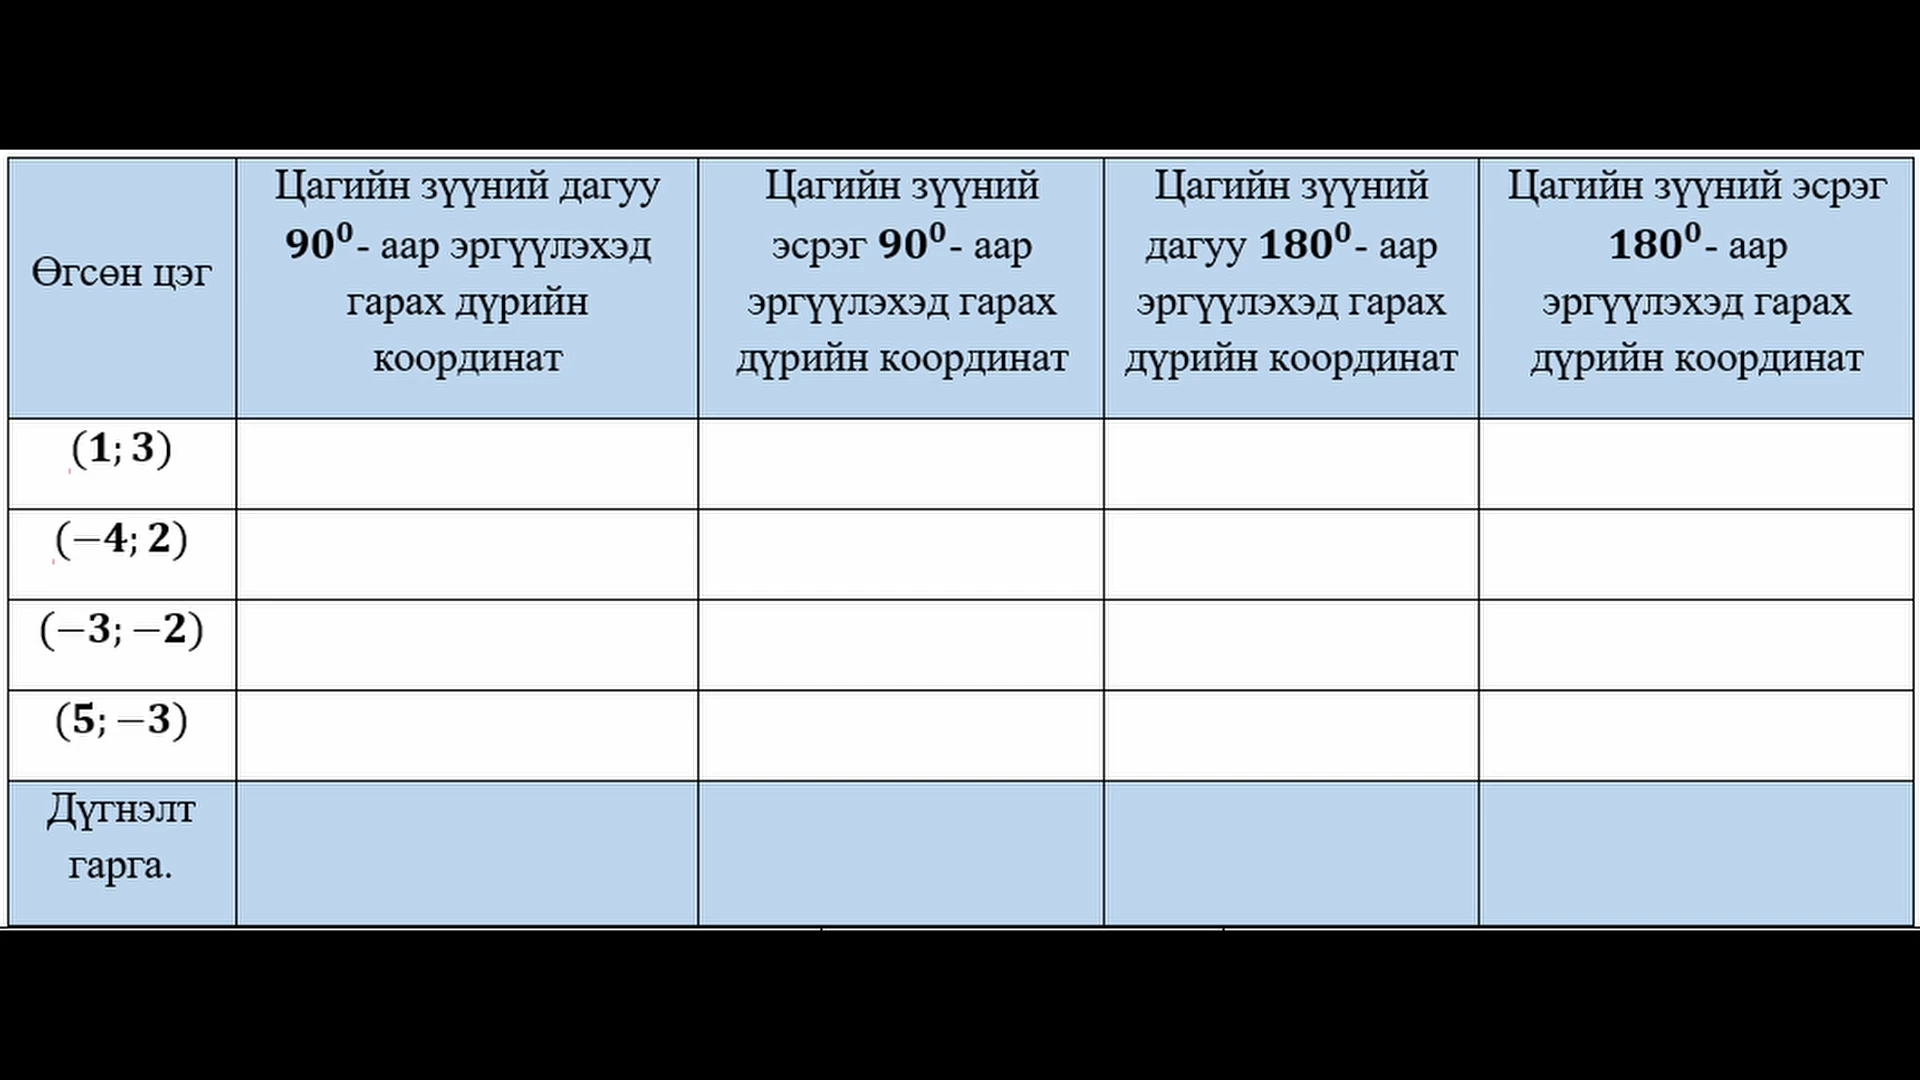 Өгсөн цэг
Цагийн зүүний дагуу
90⁰- аар эргүүлэхэд
гарах дүрийн
координат
Цагийн зүүний
эсрэг 90⁰- аар
эргүүлэхэд гарах
дүрийн координат
Цагийн зүүний
дагуу 180⁰- аар
эргүүлэхэд гарах
дүрийн координат
Цагийн зүүний эсрэг
180⁰- аар
эргүүлэхэд гарах
дүрийн координат
(1; 3)
(−4; 2)
(−3; −2)
(5; −3)
Дүгнэлт
гарга.